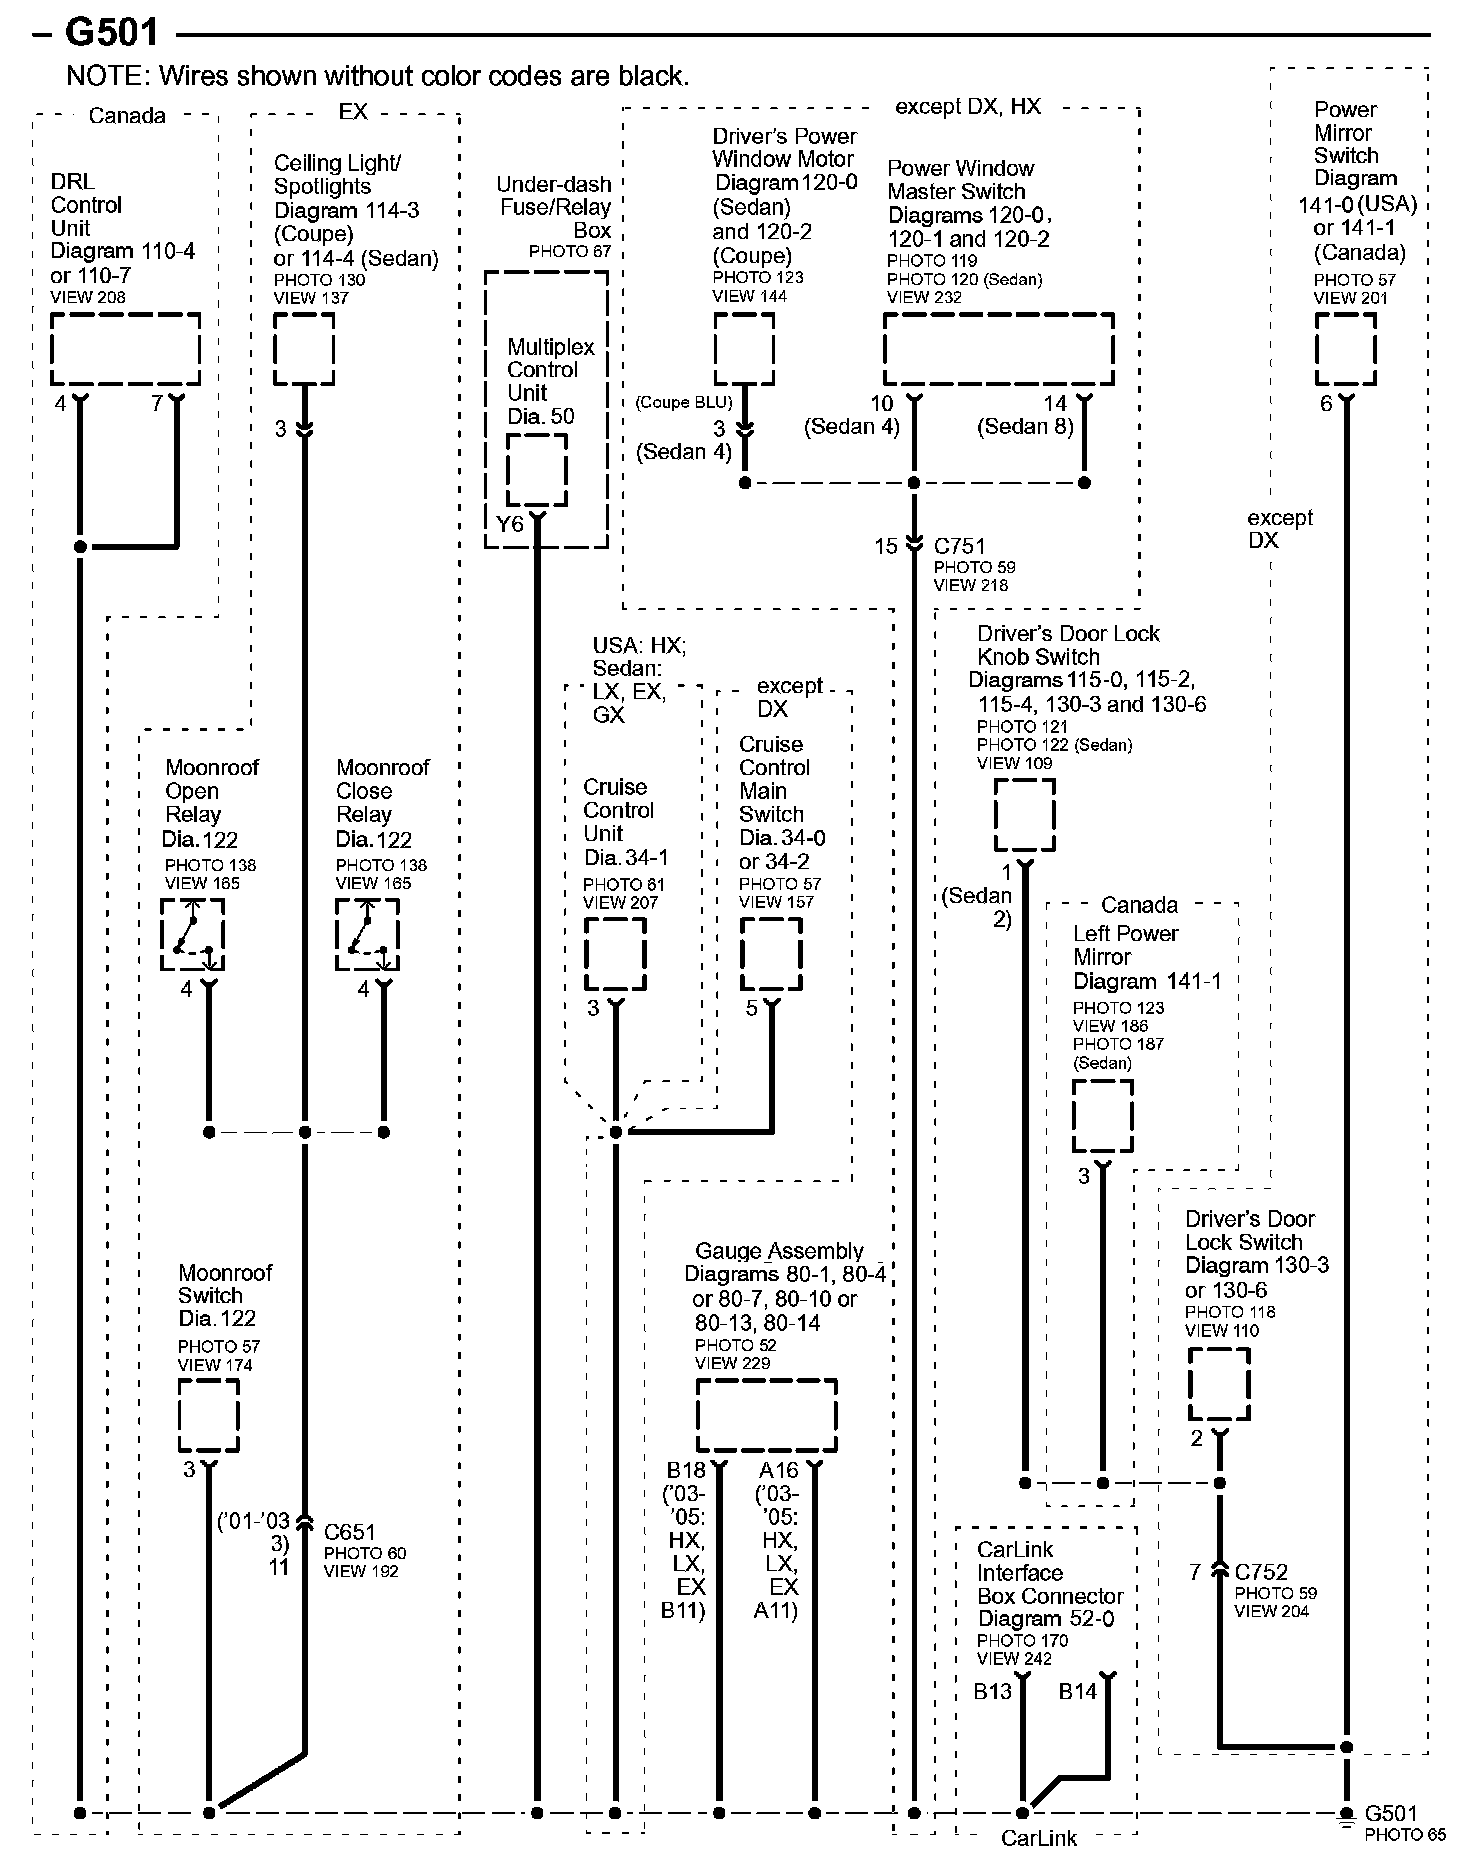 G501
NOTE: Wires shown without color codes are black.
Canada
DRL
Control
Unit
Diagram 110-4
or 110-7
VIEW 208
4
7
EX
Ceiling Light/
Spotlights
Diagram 114-3
(Coupe)
or 114-4 (Sedan)
PHOTO 130
VIEW 137
3
Under-dash
Fuse/Relay
Box
PHOTO 67
Multiplex
Control
Unit
Dia. 50
Y6
except DX, HX
Driver's Power
Window Motor
Diagram 120-0
(Sedan)
and 120-2
(Coupe)
PHOTO 123
VIEW 144
(Coupe BLU)
3
(Sedan 4)
Power Window
Master Switch
Diagrams 120-0,
120-1 and 120-2
PHOTO 119
PHOTO 120 (Sedan)
VIEW 232
10
(Sedan 4)
14
(Sedan 8)
15
C751
PHOTO 59
VIEW 218
Power
Mirror
Switch
Diagram
141-0 (USA)
or 141-1
(Canada)
PHOTO 57
VIEW 201
6
except
DX
Moonroof
Open
Relay
Dia. 122
PHOTO 138
VIEW 165
4
Moonroof
Close
Relay
Dia. 122
PHOTO 138
VIEW 165
4
USA: HX;
Sedan:
LX, EX,
GX
Cruise
Control
Unit
Dia. 34-1
PHOTO 61
VIEW 207
3
except
DX
Cruise
Control
Main
Switch
Dia. 34-0
or 34-2
PHOTO 57
VIEW 157
5
Driver's Door Lock
Knob Switch
Diagrams 115-0, 115-2,
115-4, 130-3 and 130-6
PHOTO 121
PHOTO 122 (Sedan)
VIEW 109
1
(Sedan
2)
Canada
Left Power
Mirror
Diagram 141-1
PHOTO 123
VIEW 186
PHOTO 187
(Sedan)
3
Driver's Door
Lock Switch
Diagram 130-3
or 130-6
PHOTO 118
VIEW 110
2
7
C752
PHOTO 59
VIEW 204
Moonroof
Switch
Dia. 122
PHOTO 57
VIEW 174
3
('01-'03
3)
11
C651
PHOTO 60
VIEW 192
Gauge Assembly
Diagrams 80-1, 80-4
or 80-7, 80-10 or
80-13, 80-14
PHOTO 52
VIEW 229
B18
('03-
'05:
HX,
LX,
EX
B11)
A16
('03-
'05:
HX,
LX,
EX
A11)
CarLink
Interface
Box Connector
Diagram 52-0
PHOTO 170
VIEW 242
B13
B14
CarLink
G501
PHOTO 65